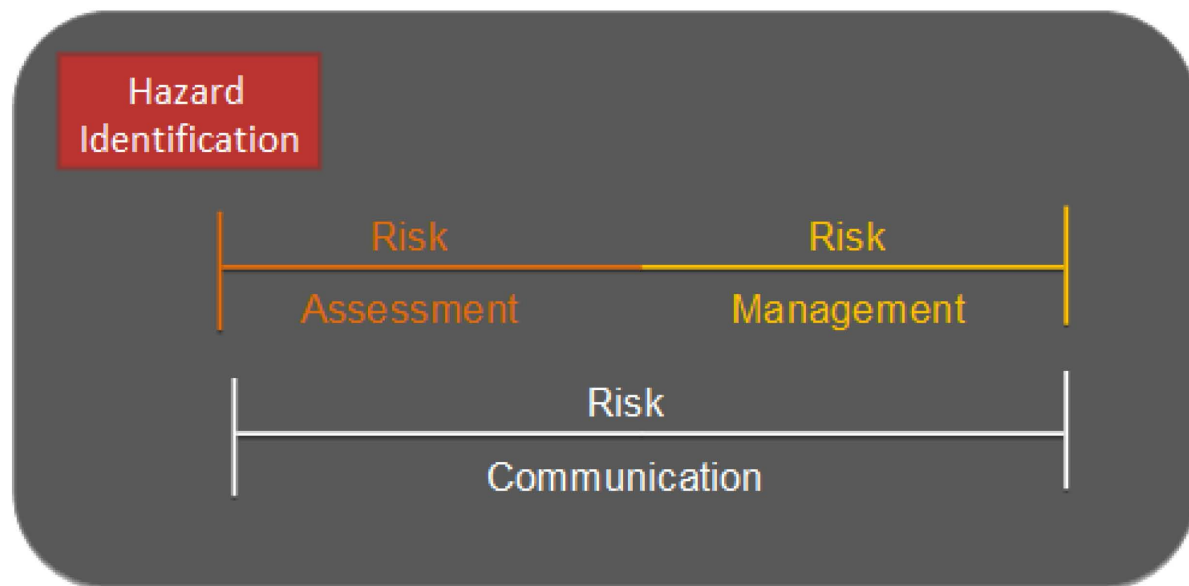 Hazard
Identification
Risk
Assessment
Risk
Management
Risk
Communication